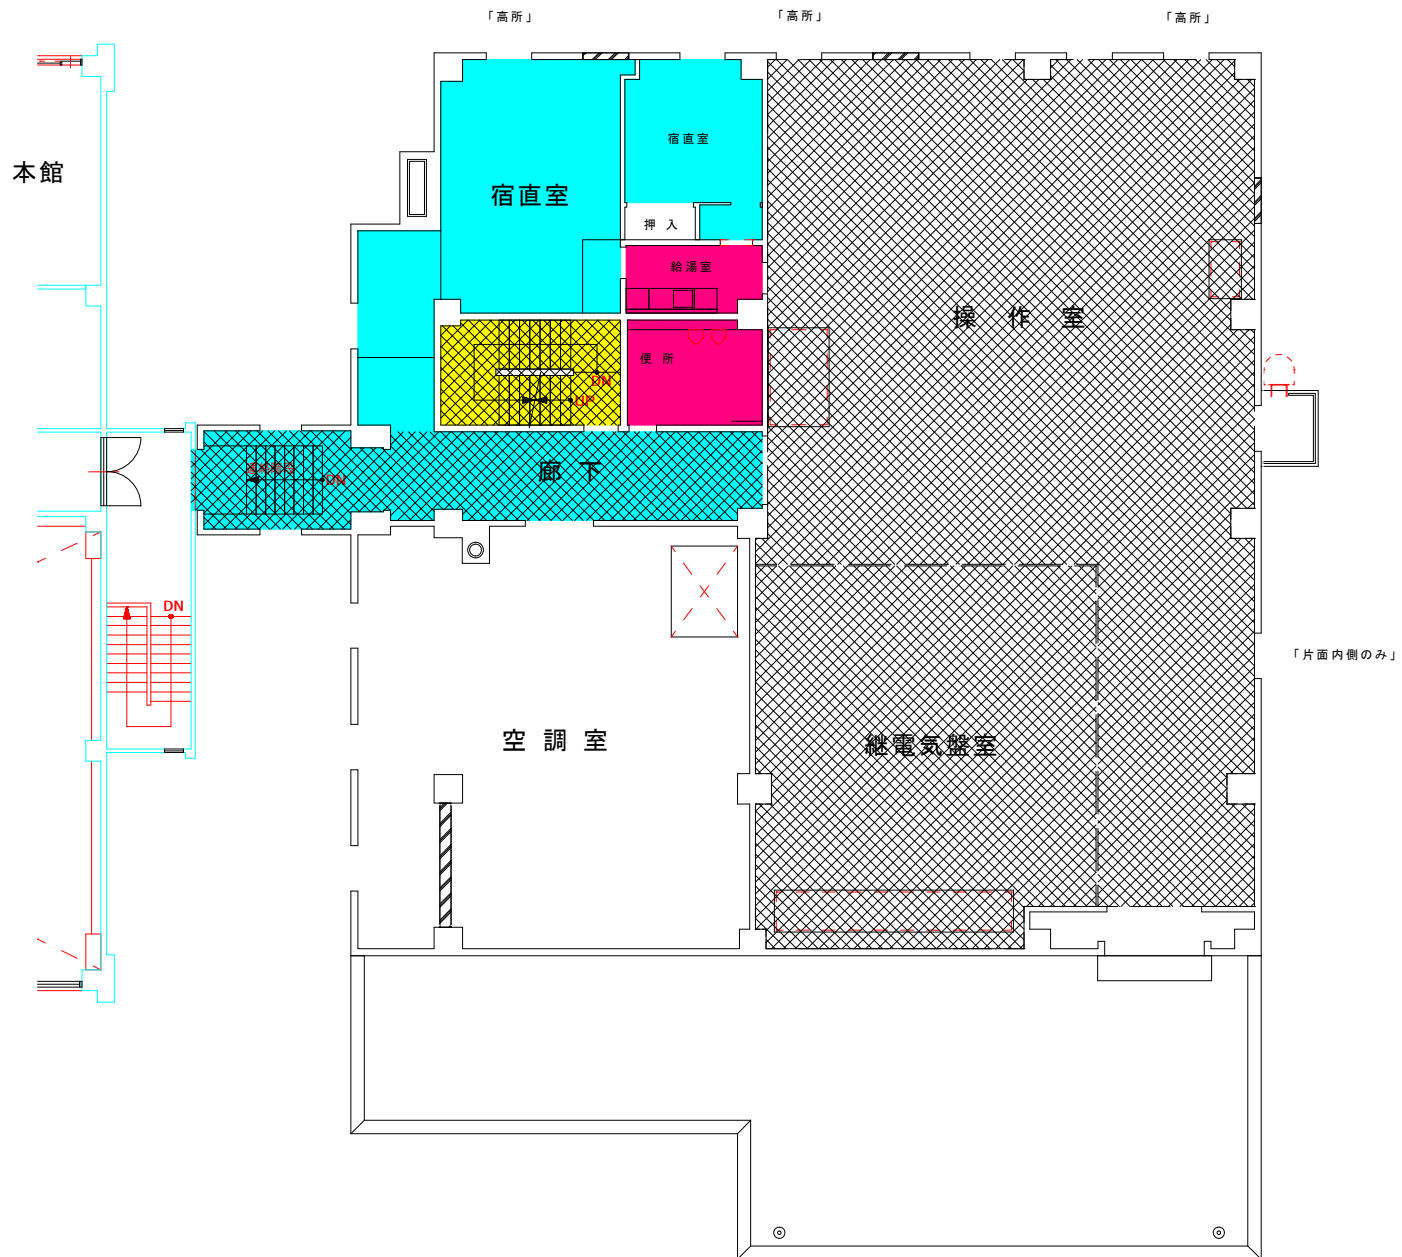 「高所」
「高所」
「高所」
本館
宿直室
宿直室
押入
給湯室
操作室
便所
DN
UP
廊下
DN
DN
「片面内側のみ」
空調室
継電気盤室